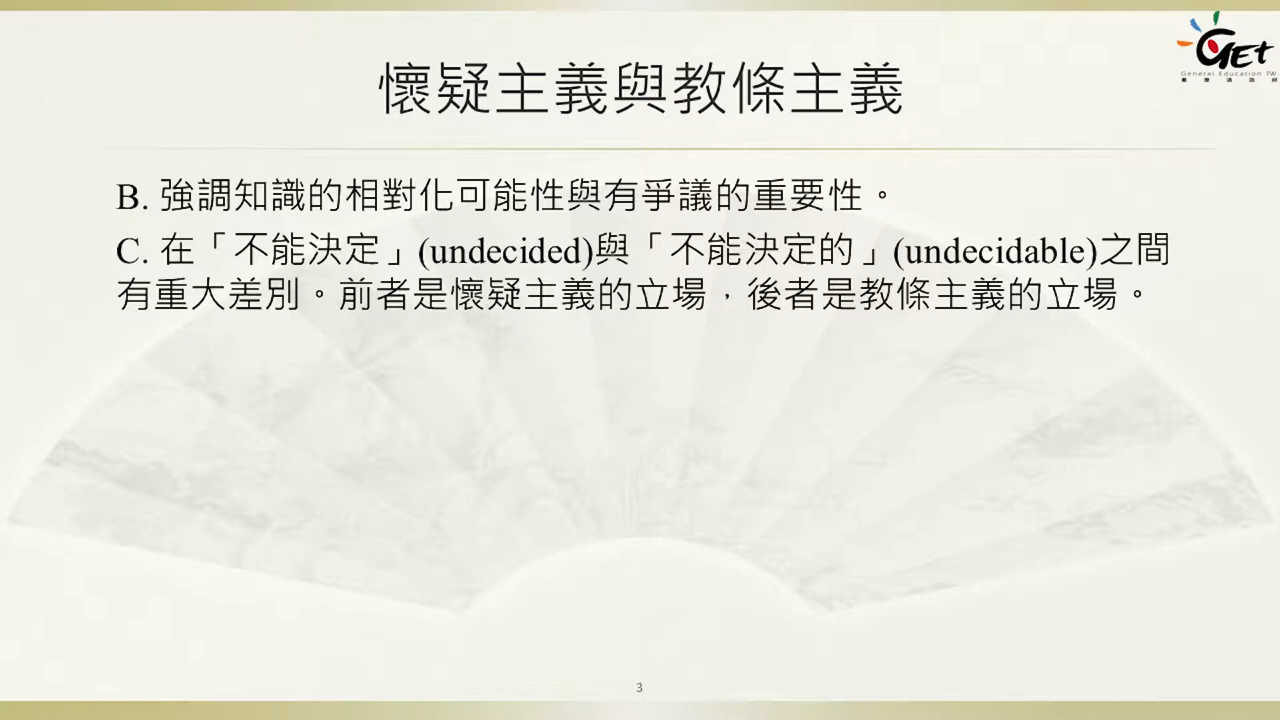 GET
General Education TW
懷疑主義與教條主義
B. 強調知識的相對化可能性與有爭議的重要性。
C. 在「不能決定」(undecided)與「不能決定的」(undecidable)之間
有重大差別。前者是懷疑主義的立場，後者是教條主義的立場。
3